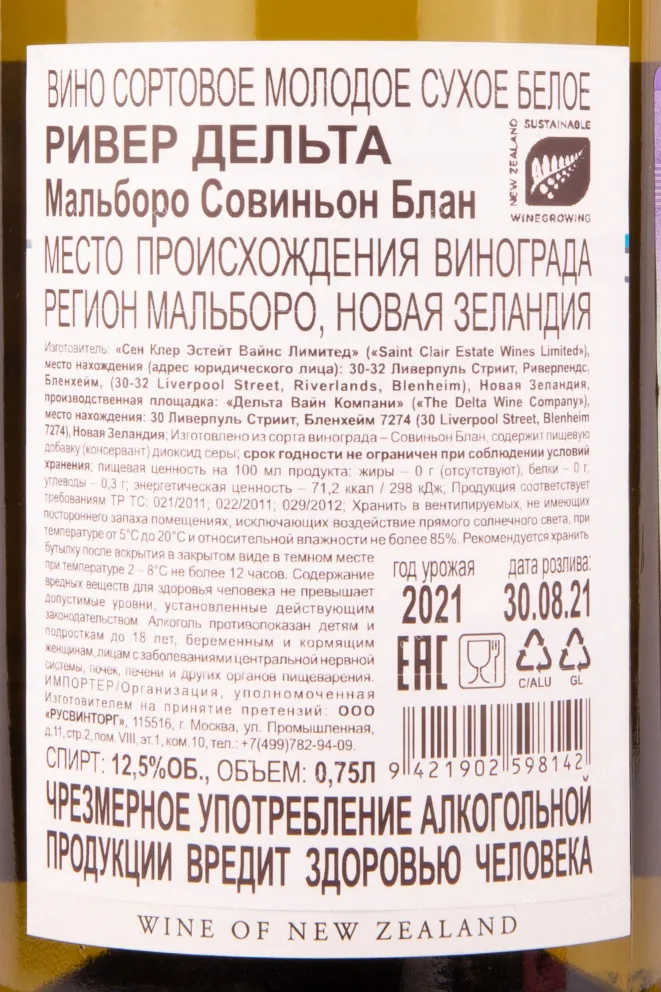 ВИНО СОРТОВОЕ МОЛОДОЕ СУХОЕ БЕЛОЕ
РИВЕР ДЕЛЬТА
Мальборо Совиньон Блан
NEW ZEALAND
SUSTAINABLE
WINEGROWING
МЕСТО ПРОИСХОЖДЕНИЯ ВИНОГРАДА
РЕГИОН МАЛЬБОРО, НОВАЯ ЗЕЛАНДИЯ
Изготовитель: «Сен Клер Эстейт Вайнс Лимитед» («Saint Clair Estate Wines Limited»),
место нахождения (адрес юридического лица): 30-32 Ливерпуль Стриит, Риверлендс,
Бленхейм, (30-32 Liverpool Street, Riverlands, Blenheim), Новая Зеландия,
производственная площадка: «Дельта Вайн Компани» («The Delta Wine Company»),
место нахождения: 30 Ливерпуль Стриит, Бленхейм 7274 (30 Liverpool Street, Blenheim
7274), Новая Зеландия, Изготовлено из сорта винограда – Совиньон Блан, содержит пищевую
добавку (консервант) диоксид серы; срок годности не ограничен при соблюдении условий
хранения; пищевая ценность на 100 мл продукта: жиры – 0 г (отсутствуют); белки – 0 г;
углеводы – 0,3 г; энергетическая ценность – 71,2 ккал / 298 кДж, Продукция соответствует
требованиям ТР ТС: 021/2011; 022/2011; 029/2012; Хранить в вентилируемых, не имеющих
постороннего запаха помещениях, исключающих воздействие прямого солнечного света, при
температуре от 5°С до 20°С и относительной влажности не более 85%. Рекомендуется хранить
бутылку после вскрытия в закрытом виде в темном месте
при температуре 2 – 8°С не более 12 часов. Содержание
вредных веществ для здоровья человека не превышает
допустимые уровни, установленные действующим
законодательством. Алкоголь противопоказан детям и
подросткам до 18 лет, беременным и кормящим
женщинам, лицам с заболеваниями центральной нервной
системы, почек, печени и других органов пищеварения.
ИМПОРТЕР/Организация, уполномоченная
Изготовителем на принятие претензий: ООО
«РУСВИНТОРГ», 115516, г. Москва, ул. Промышленная,
д.11, стр.2, пом. VIII, эт.1, ком.10, тел.: +7(499)782-94-09.
год урожая
2021
дата розлива:
30.08.21
EAC
C/ALU
GL
9 421902 598142
СПИРТ: 12,5%ОБ., ОБЪЕМ: 0,75Л
ЧРЕЗМЕРНОЕ УПОТРЕБЛЕНИЕ АЛКОГОЛЬНОЙ
ПРОДУКЦИИ ВРЕДИТ ЗДОРОВЬЮ ЧЕЛОВЕКА
WINE OF NEW ZEALAND